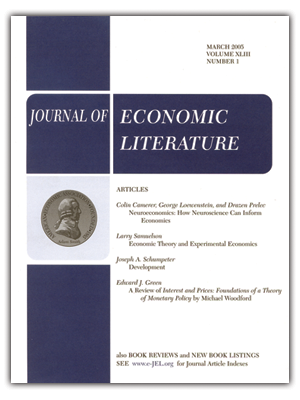 MARCH 2005
VOLUME XLIII
NUMBER 1
JOURNAL OF ECONOMIC
LITERATURE
ARTICLES
Colin Camerer, George Loewenstein, and Drazen Prelec
Neuroeconomics: How Neuroscience Can Inform
Economics
Larry Samuelson
Economic Theory and Experimental Economics
Joseph A. Schumpeter
Development
Edward J. Green
A Review of Interest and Prices: Foundations of a Theory
of Monetary Policy by Michael Woodford
also BOOK REVIEWS and NEW BOOK LISTINGS
SEE www.e-JEL.org for Journal Article Indexes